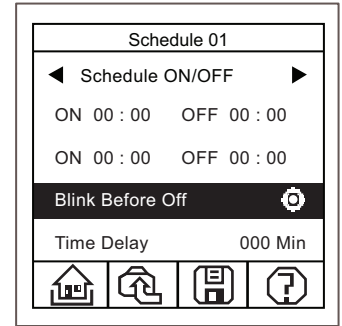 Schedule 01
Schedule ON/OFF
ON 00 : 00 OFF 00 : 00
ON 00 : 00 OFF 00 : 00
Blink Before Off
Time Delay 000 Min
?